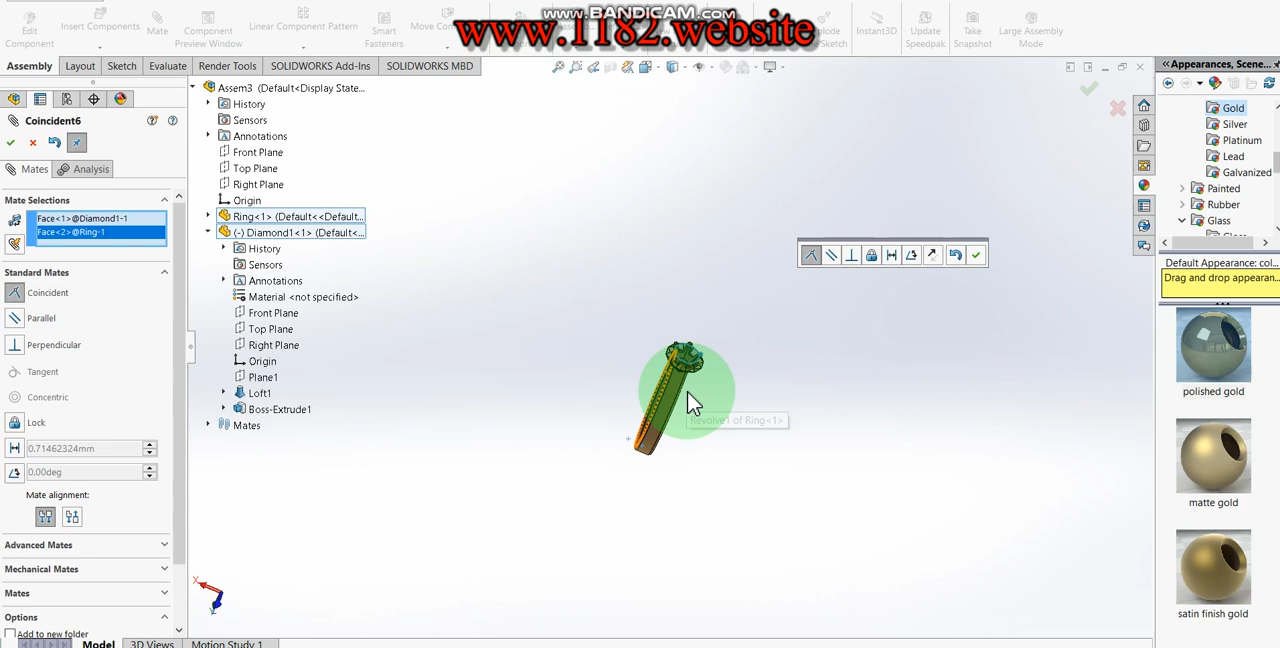 www.BANDICAM.com
www.1182.website
Edit Component
Insert Components
Mate
Component Preview Window
Linear Component Pattern
Smart Fasteners
Move Com
Explode Sketch
Instant3D
Update Speedpak
Take Snapshot
Large Assembly Mode
Assembly
Layout
Sketch
Evaluate
Render Tools
SOLIDWORKS Add-Ins
SOLIDWORKS MBD
Coincident6
Mates
Analysis
Mate Selections
Face<1>@Diamond1-1
Face<2>@Ring-1
Standard Mates
Coincident
Parallel
Perpendicular
Tangent
Concentric
Lock
0.71462324mm
0.00deg
Mate alignment:
Advanced Mates
Mechanical Mates
Mates
Options
Add to new folder
Assem3 (Default<Display State...
History
Sensors
Annotations
Front Plane
Top Plane
Right Plane
Origin
Ring<1> (Default<<Default...
(-) Diamond1<1> (Default<...
History
Sensors
Annotations
Material <not specified>
Front Plane
Top Plane
Right Plane
Origin
Plane1
Loft1
Boss-Extrude1
Mates
Revolve1 of Ring<1>
X
Model
3D Views
Motion Study 1
Appearances, Scene...
Gold
Silver
Platinum
Lead
Galvanized
Painted
Rubber
Glass
Default Appearance: col...
Drag and drop appearan...
polished gold
matte gold
satin finish gold